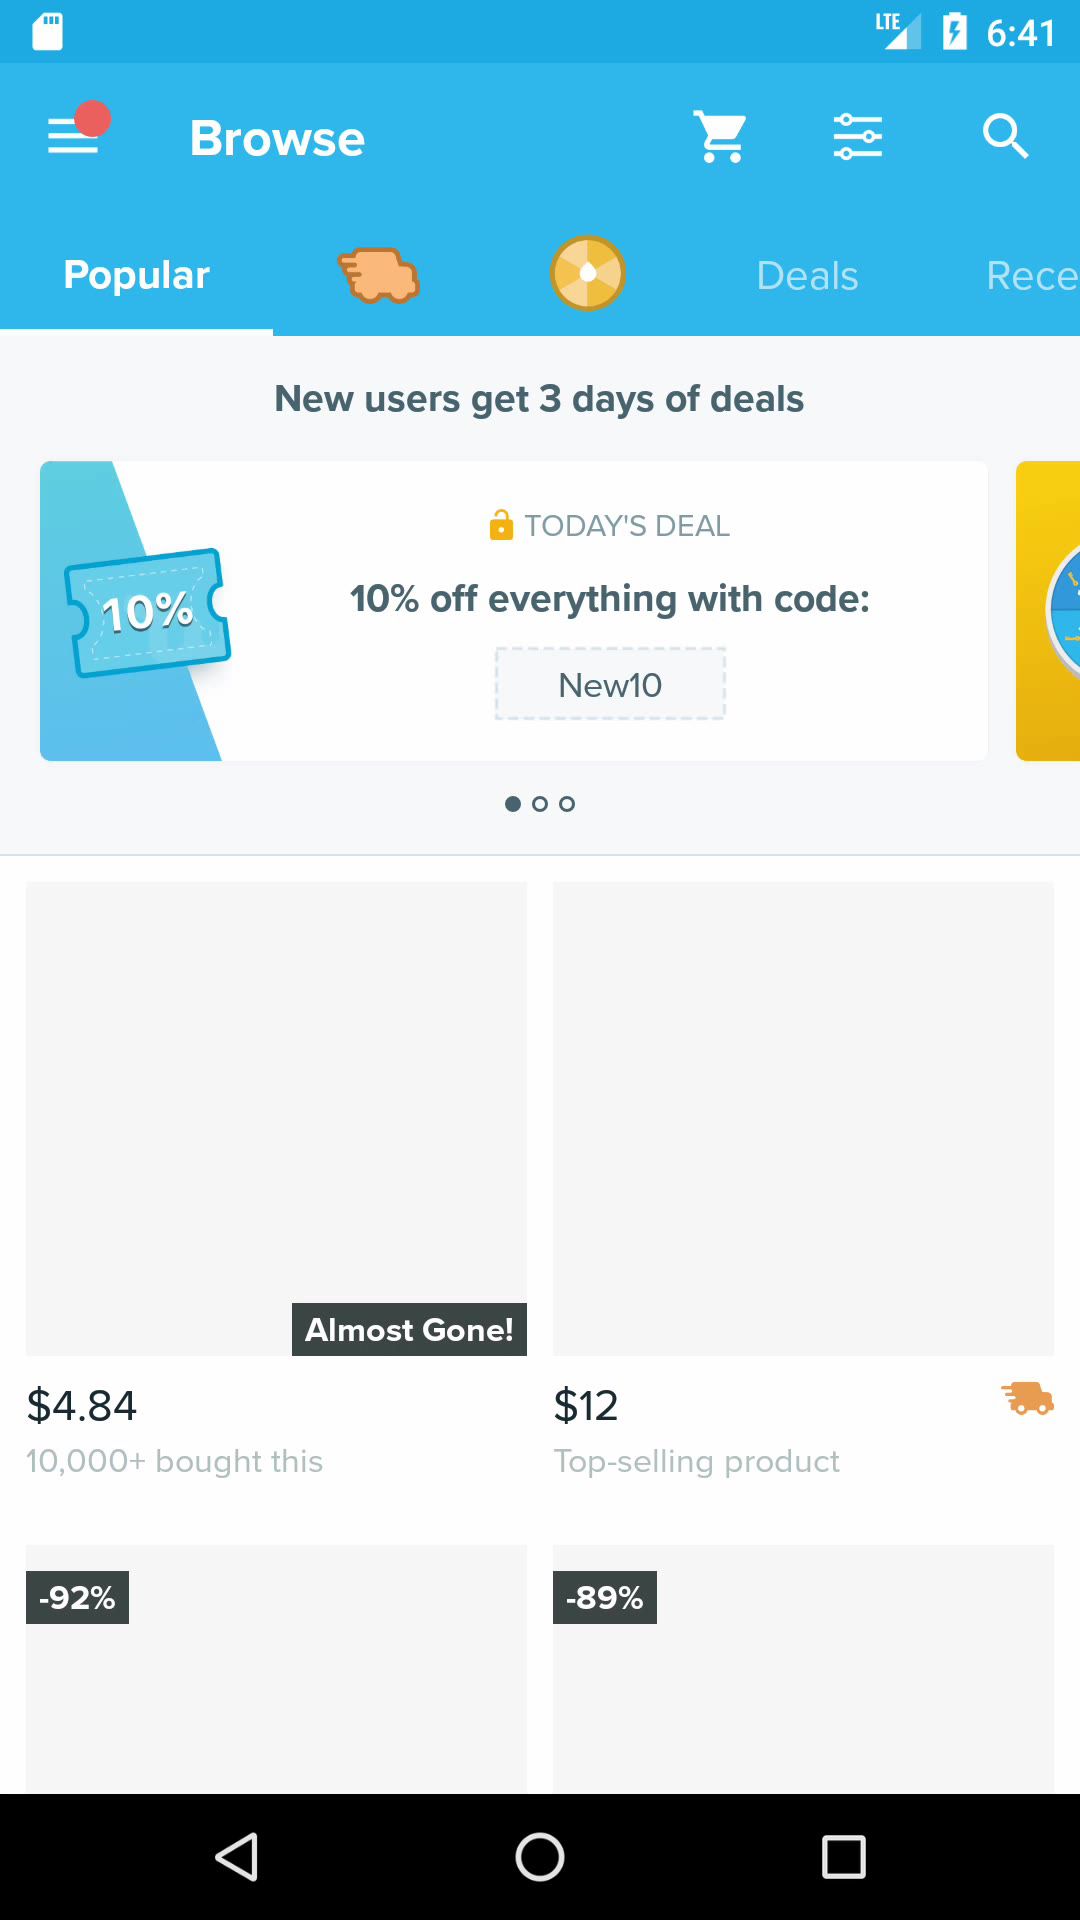 LTE 6:41
Browse
Popular Deals Rece
New users get 3 days of deals
TODAY'S DEAL
10% off everything with code:
10%
New10
Almost Gone!
$4.84 $12
10,000+ bought this Top-selling product
-92% -89%